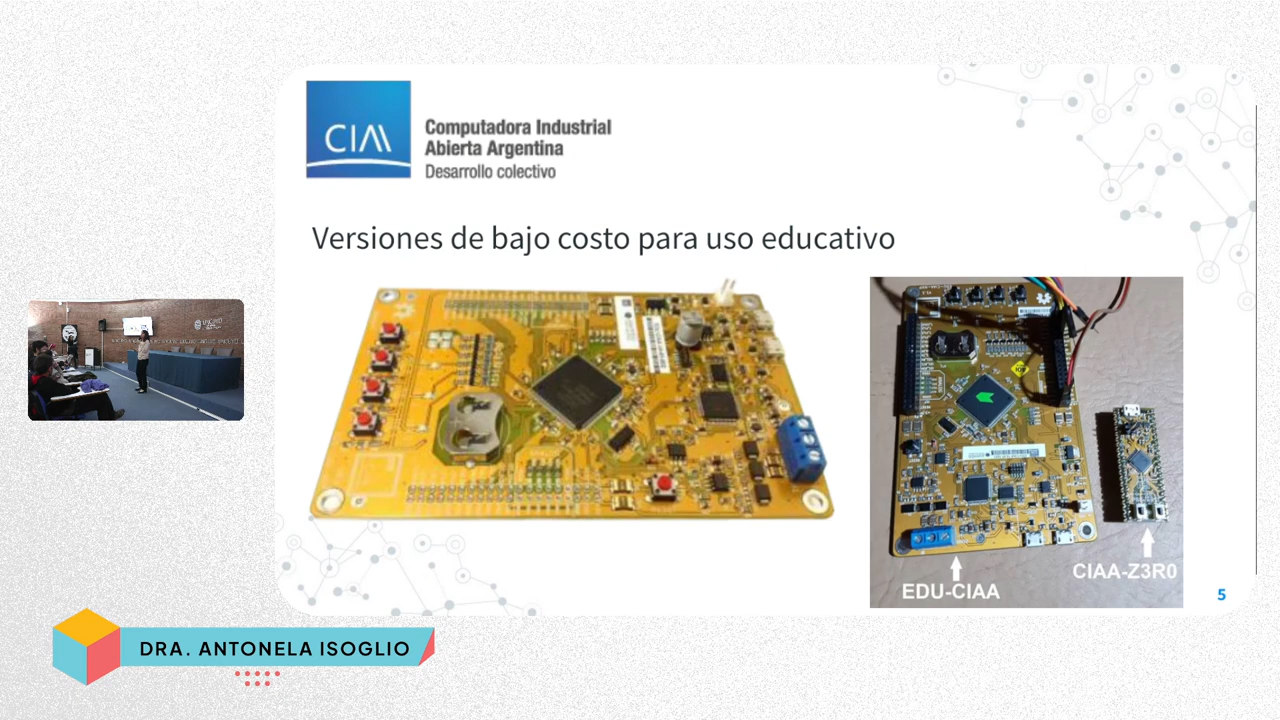 CIAA
Computadora Industrial
Abierta Argentina
Desarrollo colectivo
Versiones de bajo costo para uso educativo
EDU-CIAA
CIAA-Z3R0
5
DRA. ANTONELA ISOGLIO